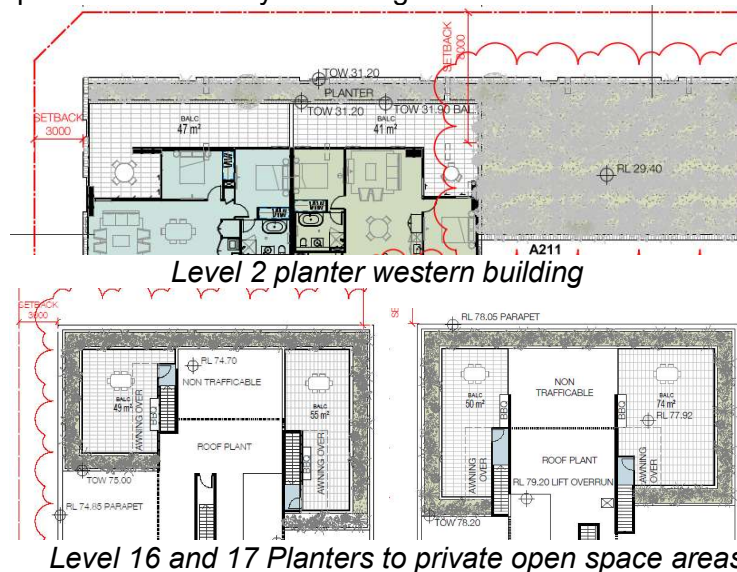 TOW 31.20
SETBACK
6000
PLANTER
TOW 31.20
TOW 31.90 BAL.
SETBACK
3000
BALC
47 m²
BALC
41 m²
RL 29.40
A211
Level 2 planter western building
SETBACK
3000
RL 74.70
NON TRAFFICABLE
BALC
49 m²
BBQ
AWNING OVER
BALC
55 m²
BBQ
AWNING OVER
ROOF PLANT
TOW 75.00
RL 74.85 PARAPET
SE
RL 78.05 PARAPET
NON
TRAFFICABLE
BALC
50 m²
BBQ
AWNING OVER
BBQ
BALC
74 m²
RL 77.92
AWNING
OVER
ROOF PLANT
RL 79.20 LIFT OVERRUN
TOW 78.20
Level 16 and 17 Planters to private open space areas